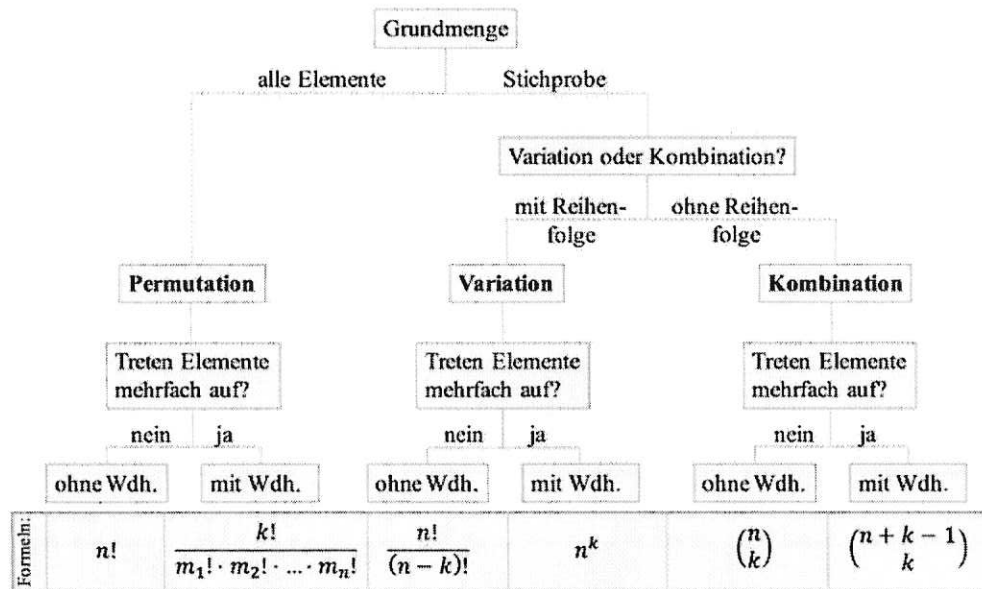 Grundmenge
alle Elemente
Stichprobe
Variation oder Kombination?
mit Reihen-
folge
ohne Reihen-
folge
Permutation
Variation
Kombination
Treten Elemente
mehrfach auf?
Treten Elemente
mehrfach auf?
Treten Elemente
mehrfach auf?
nein
ja
nein
ja
nein
ja
ohne Wdh.
mit Wdh.
ohne Wdh.
mit Wdh.
ohne Wdh.
mit Wdh.
Formeln:
n!
k!
m₁! · m₂! · ... · mₙ!
n!
(n − k)!
nᵏ
(n
k)
(n + k − 1
k)